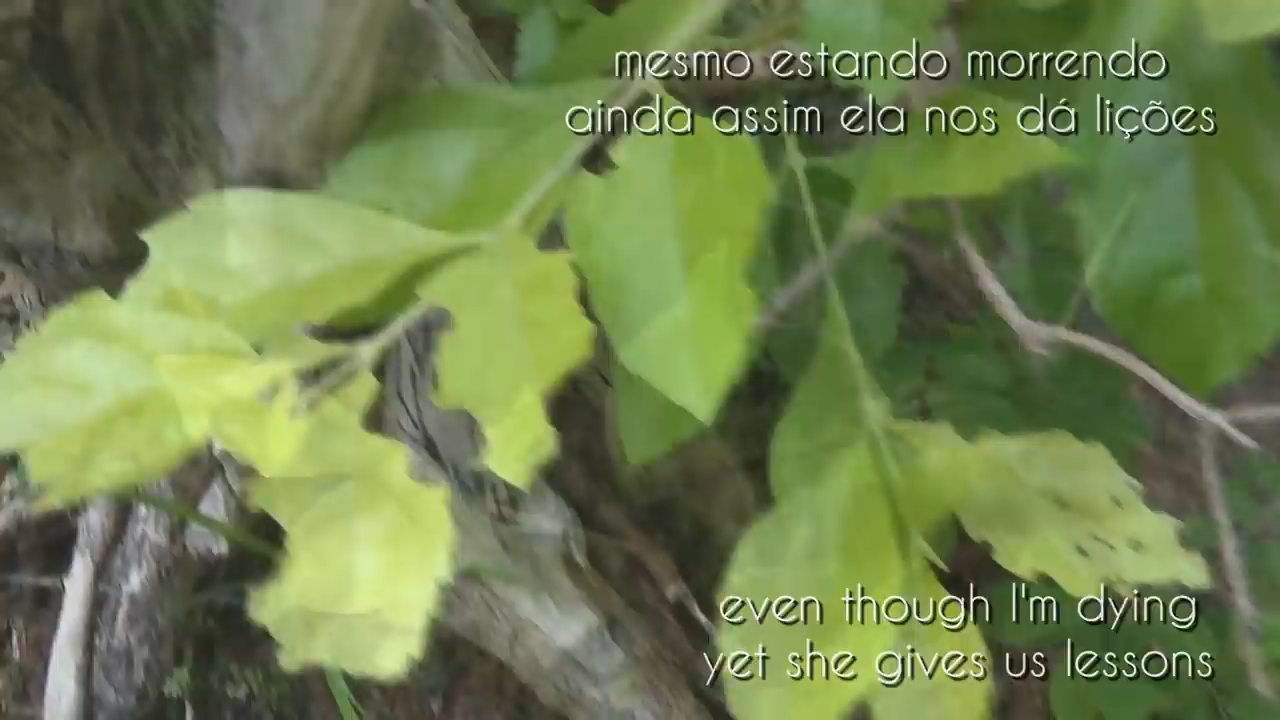 mesmo estando morrendo
ainda assim ela nos dá lições
even though I'm dying
yet she gives us lessons